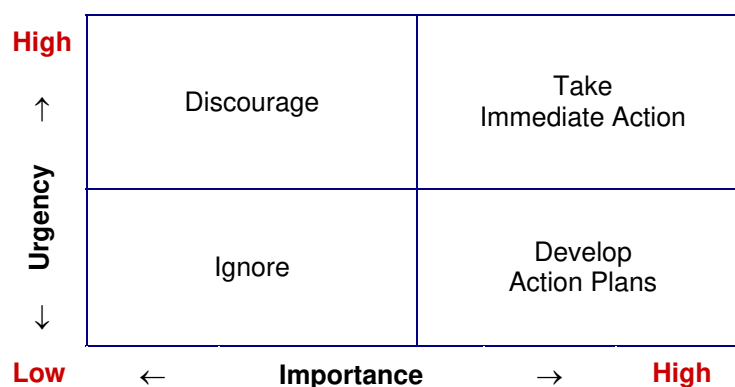 High
Discourage
Take
Immediate Action
↑
Urgency
↓
Ignore
Develop
Action Plans
Low ← Importance → High